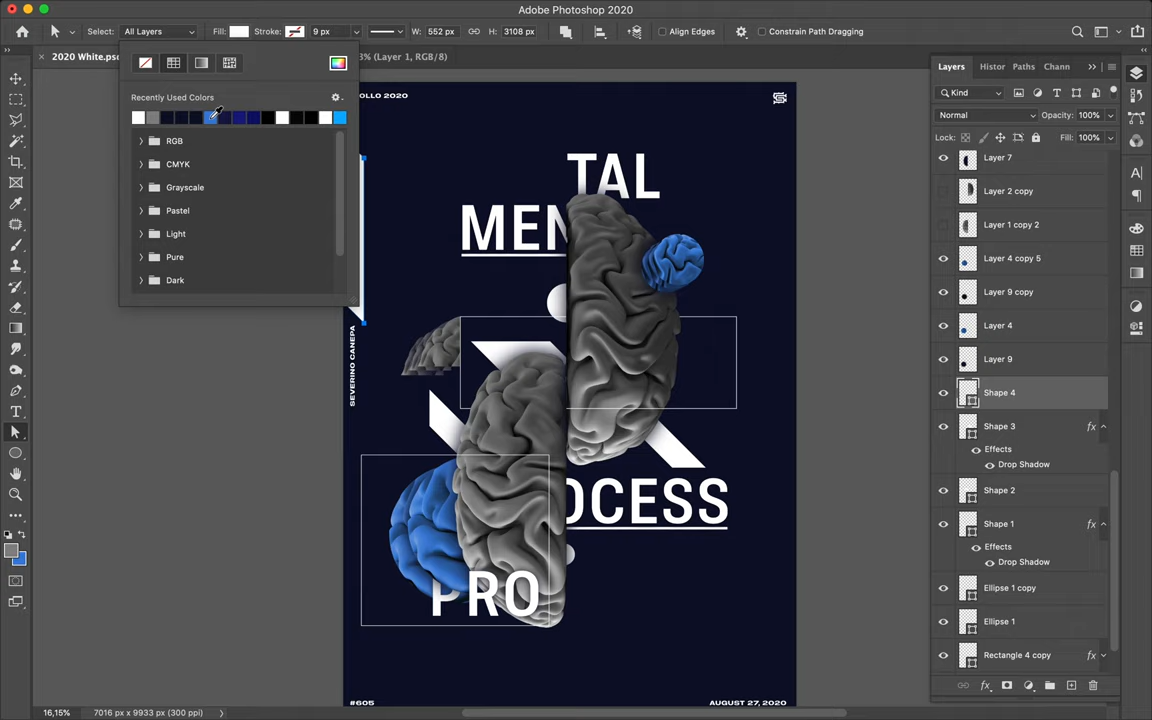 Adobe Photoshop 2020
Select: All Layers Fill: Stroke: 9 px W: 552 px H: 3108 px Align Edges Constrain Path Dragging
2020 White.psd
3% (Layer 1, RGB/8)
Recently Used Colors
RGB
CMYK
Grayscale
Pastel
Light
Pure
Dark
OLLO 2020
TAL
MEN
SEVERINO CANEPA
OCESS
PRO
#605
AUGUST 27, 2020
Layers Histor Paths Chann
Kind
Normal Opacity: 100%
Lock: Fill: 100%
Layer 7
Layer 2 copy
Layer 1 copy 2
Layer 4 copy 5
Layer 9 copy
Layer 4
Layer 9
Shape 4
Shape 3 fx
Effects
Drop Shadow
Shape 2
Shape 1 fx
Effects
Drop Shadow
Ellipse 1 copy
Ellipse 1
Rectangle 4 copy fx
fx
16,15% 7016 px x 9933 px (300 ppi)